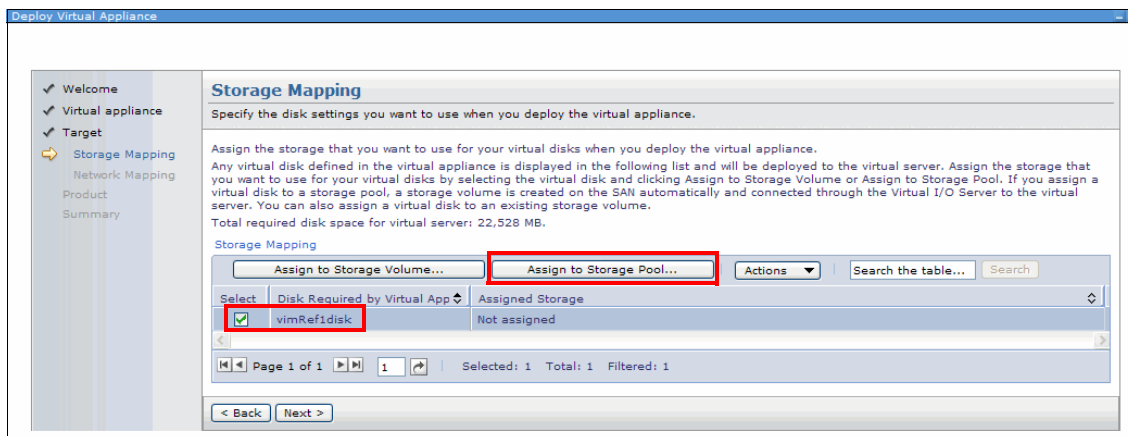 Deploy Virtual Appliance
Welcome
Virtual appliance
Target
Storage Mapping
Network Mapping
Product
Summary
Storage Mapping
Specify the disk settings you want to use when you deploy the virtual appliance.
Assign the storage that you want to use for your virtual disks when you deploy the virtual appliance.
Any virtual disk defined in the virtual appliance is displayed in the following list and will be deployed to the virtual server. Assign the storage that
you want to use for your virtual disks by selecting the virtual disk and clicking Assign to Storage Volume or Assign to Storage Pool. If you assign a
virtual disk to a storage pool, a storage volume is created on the SAN automatically and connected through the Virtual I/O Server to the virtual
server. You can also assign a virtual disk to an existing storage volume.
Total required disk space for virtual server: 22,528 MB.
Storage Mapping
Assign to Storage Volume... Assign to Storage Pool... Actions Search the table... Search
Select Disk Required by Virtual App Assigned Storage
vimRef1disk Not assigned
Page 1 of 1 1 Selected: 1 Total: 1 Filtered: 1
< Back Next >